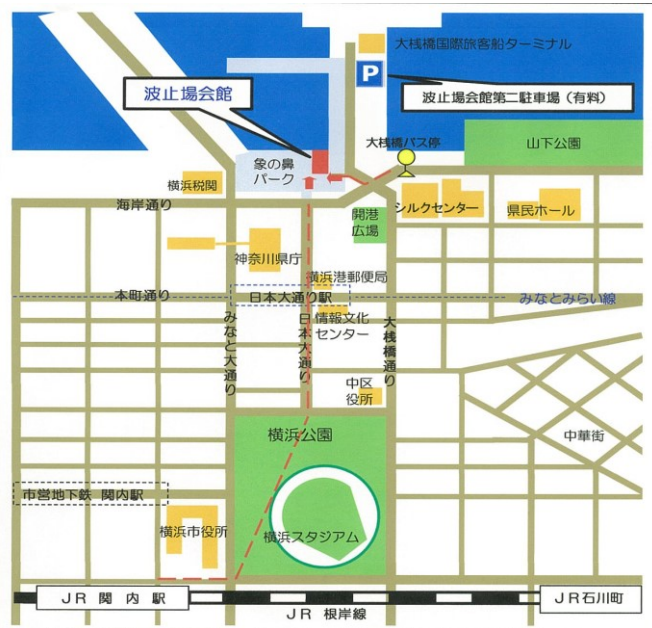 大桟橋国際旅客船ターミナル
P
波止場会館
波止場会館第二駐車場(有料)
大桟橋バス停
山下公園
象の鼻
パーク
横浜税関
海岸通り
シルクセンター
県民ホール
開港
広場
神奈川県庁
横浜港郵便局
本町通り
日本大通り駅
みなとみらい線
情報文化
センター
みなと大通り
日本大通り
大桟橋通り
中区
役所
横浜公園
中華街
市営地下鉄 関内駅
横浜市役所
横浜スタジアム
JR 関内駅
JR石川町
JR 根岸線